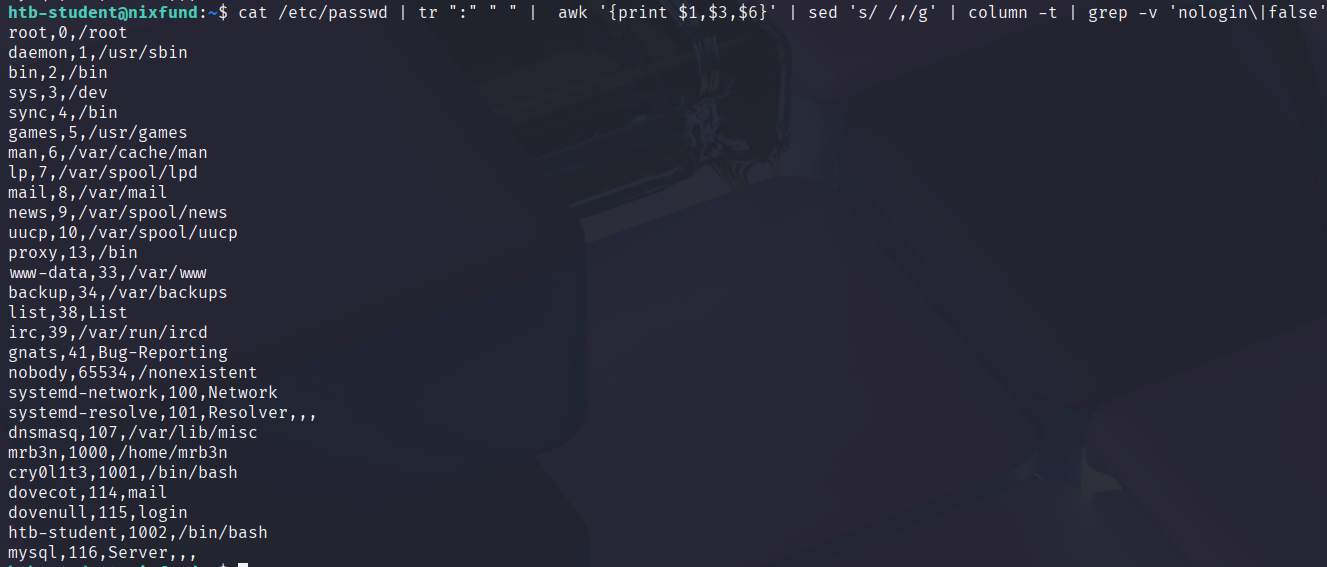 htb-student@nixfund:~$ cat /etc/passwd | tr ":" " " |  awk '{print $1,$3,$6}' | sed 's/ /,/g' | column -t | grep -v 'nologin\|false'
root,0,/root
daemon,1,/usr/sbin
bin,2,/bin
sys,3,/dev
sync,4,/bin
games,5,/usr/games
man,6,/var/cache/man
lp,7,/var/spool/lpd
mail,8,/var/mail
news,9,/var/spool/news
uucp,10,/var/spool/uucp
proxy,13,/bin
www-data,33,/var/www
backup,34,/var/backups
list,38,List
irc,39,/var/run/ircd
gnats,41,Bug-Reporting
nobody,65534,/nonexistent
systemd-network,100,Network
systemd-resolve,101,Resolver,,,
dnsmasq,107,/var/lib/misc
mrb3n,1000,/home/mrb3n
cry0l1t3,1001,/bin/bash
dovecot,114,mail
dovenull,115,login
htb-student,1002,/bin/bash
mysql,116,Server,,,